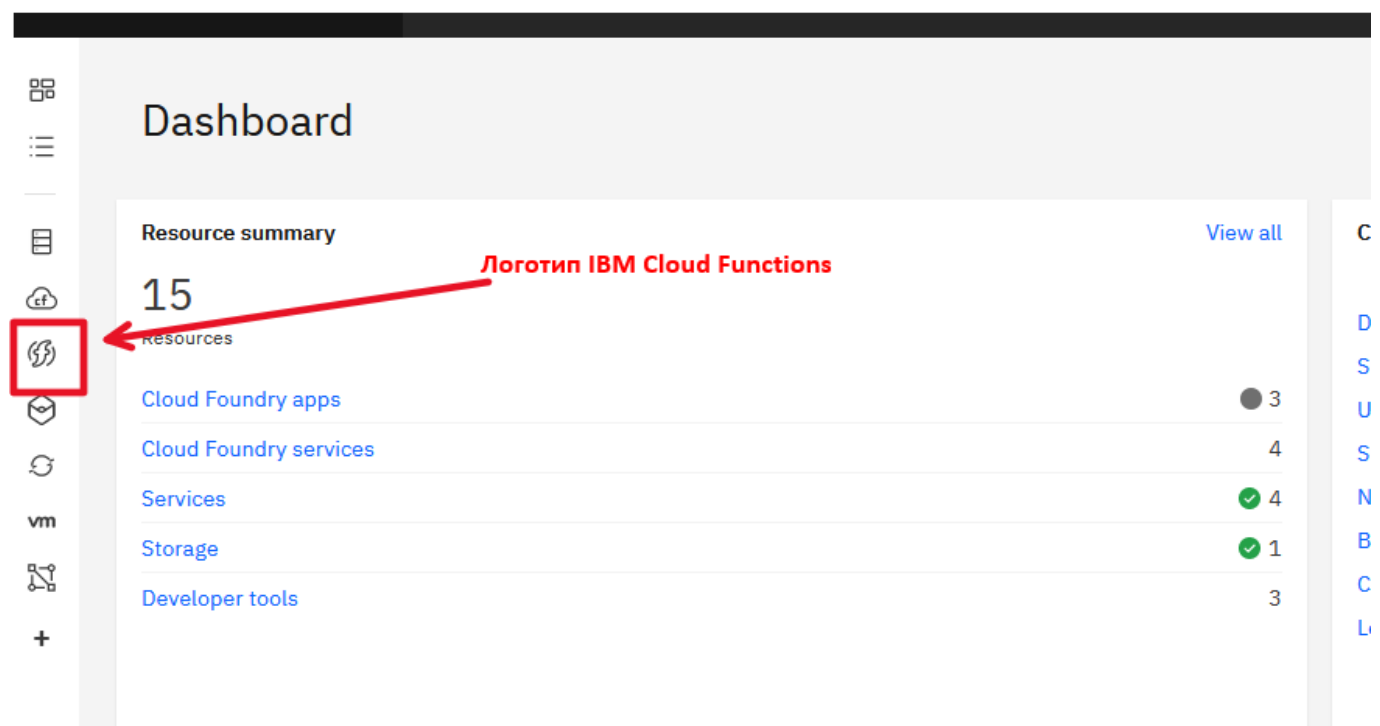 Dashboard
Resource summary
View all
C
Логотип IBM Cloud Functions
15
Resources
cf
D
S
Cloud Foundry apps
3
U
Cloud Foundry services
4
S
Services
4
N
vm
Storage
1
B
C
Developer tools
3
L
+